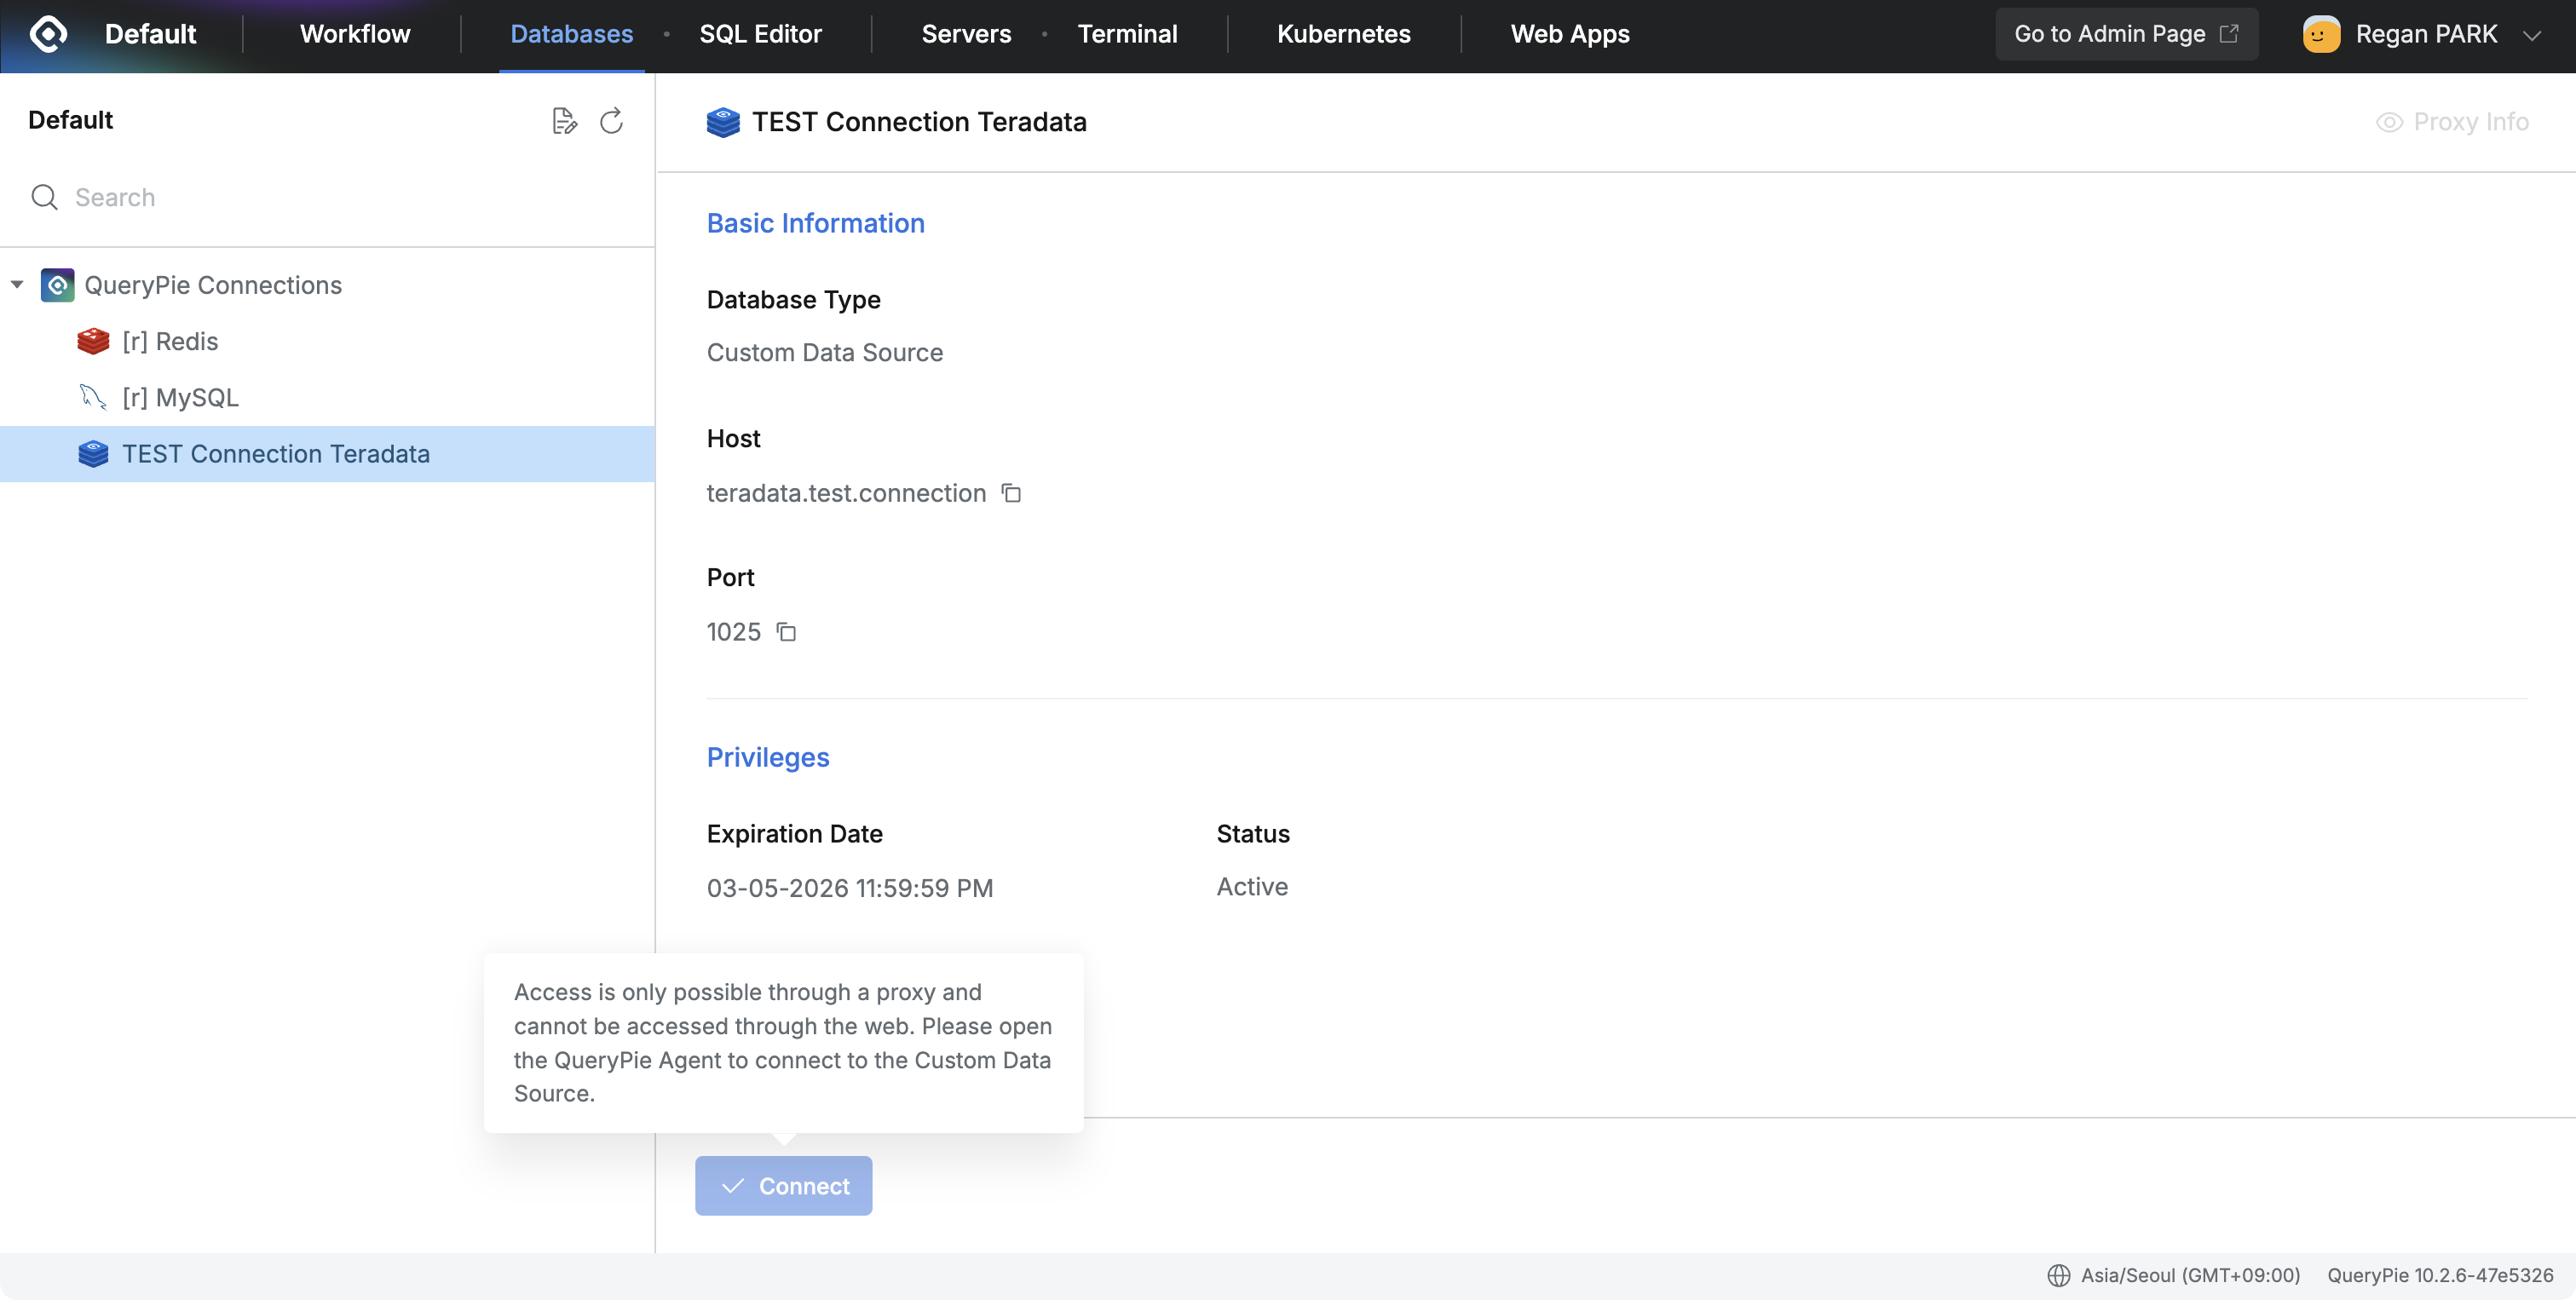 Default
Workflow
Databases
SQL Editor
Servers
Terminal
Kubernetes
Web Apps
Go to Admin Page
Regan PARK
Default
Search
QueryPie Connections
[r] Redis
[r] MySQL
TEST Connection Teradata
TEST Connection Teradata
Proxy Info
Basic Information
Database Type
Custom Data Source
Host
teradata.test.connection
Port
1025
Privileges
Expiration Date
03-05-2026 11:59:59 PM
Status
Active
Access is only possible through a proxy and
cannot be accessed through the web. Please open
the QueryPie Agent to connect to the Custom Data
Source.
Connect
Asia/Seoul (GMT+09:00)
QueryPie 10.2.6-47e5326